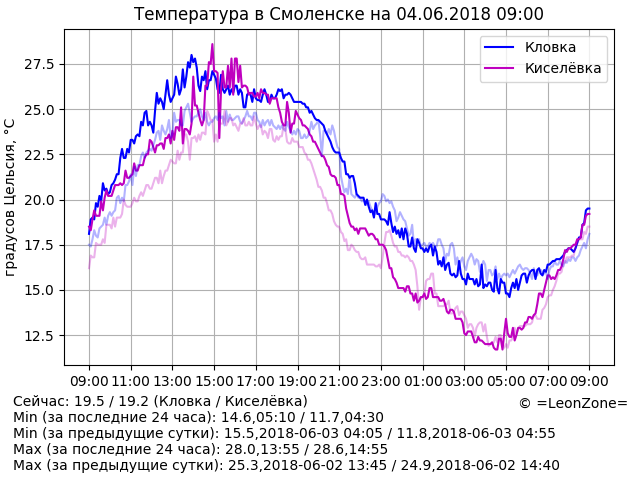 Температура в Смоленске на 04.06.2018 09:00
Кловка
Киселёвка
градусов Цельсия, °C
27.5
25.0
22.5
20.0
17.5
15.0
12.5
09:00 11:00 13:00 15:00 17:00 19:00 21:00 23:00 01:00 03:00 05:00 07:00 09:00
Сейчас: 19.5 / 19.2 (Кловка / Киселёвка)
© =LeonZone=
Min (за последние 24 часа): 14.6,05:10 / 11.7,04:30
Min (за предыдущие сутки): 15.5,2018-06-03 04:05 / 11.8,2018-06-03 04:55
Max (за последние 24 часа): 28.0,13:55 / 28.6,14:55
Max (за предыдущие сутки): 25.3,2018-06-02 13:45 / 24.9,2018-06-02 14:40